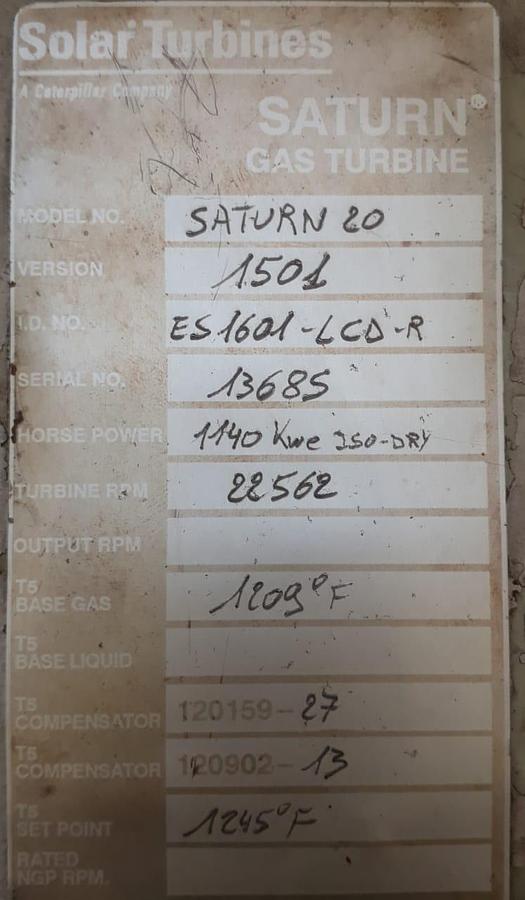 Solar Turbines
A Caterpillar Company
SATURN®
GAS TURBINE
MODEL NO. SATURN 20
VERSION 1501
I.D. NO. ES1601-LCD-R
SERIAL NO. 13685
HORSE POWER 1140 Kwe ISO-DRY
TURBINE RPM 22562
OUTPUT RPM
T5
BASE GAS 1209°F
T5
BASE LIQUID
T5
COMPENSATOR 120159-27
T5
COMPENSATOR 120902-13
T5
SET POINT 1245°F
RATED
NGP RPM.